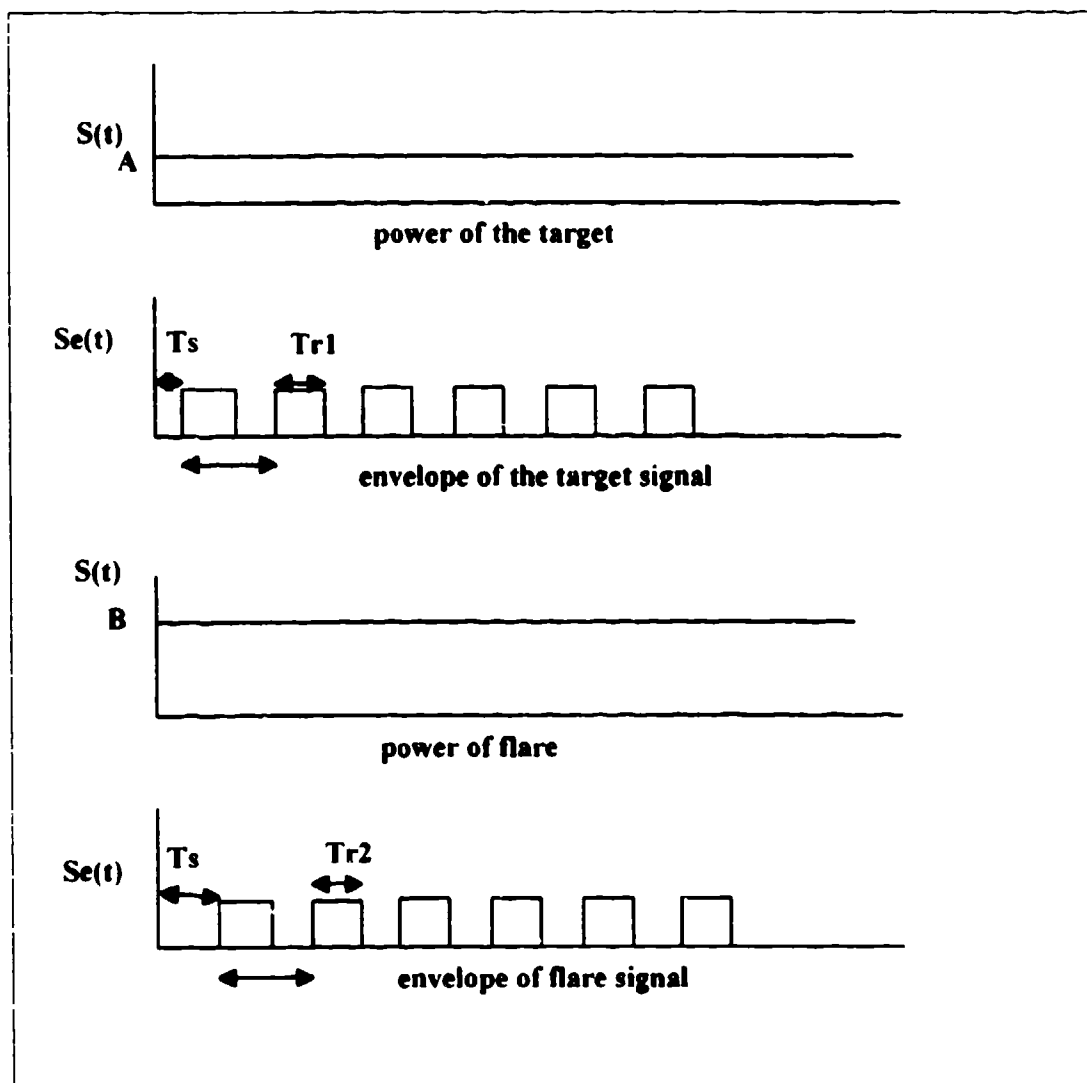 S(t)
A
power of the target
Se(t)
Ts
Tr1
envelope of the target signal
S(t)
B
power of flare
Se(t)
Ts
Tr2
envelope of flare signal